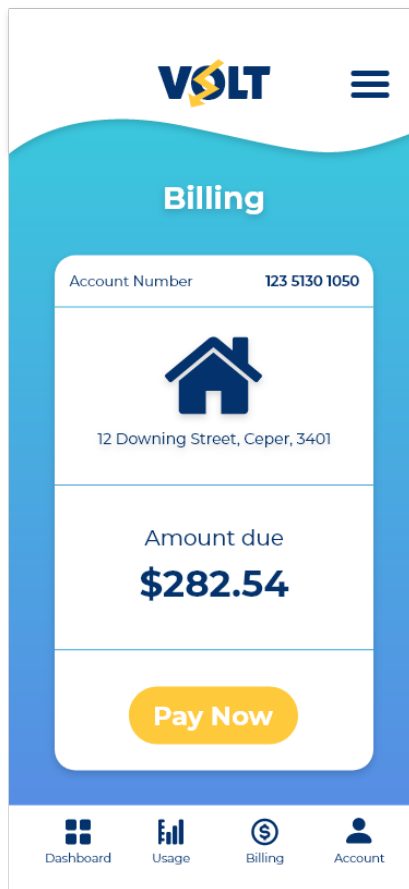 VOLT
Billing
Account Number 123 5130 1050
12 Downing Street, Ceper, 3401
Amount due
$282.54
Pay Now
Dashboard Usage Billing Account